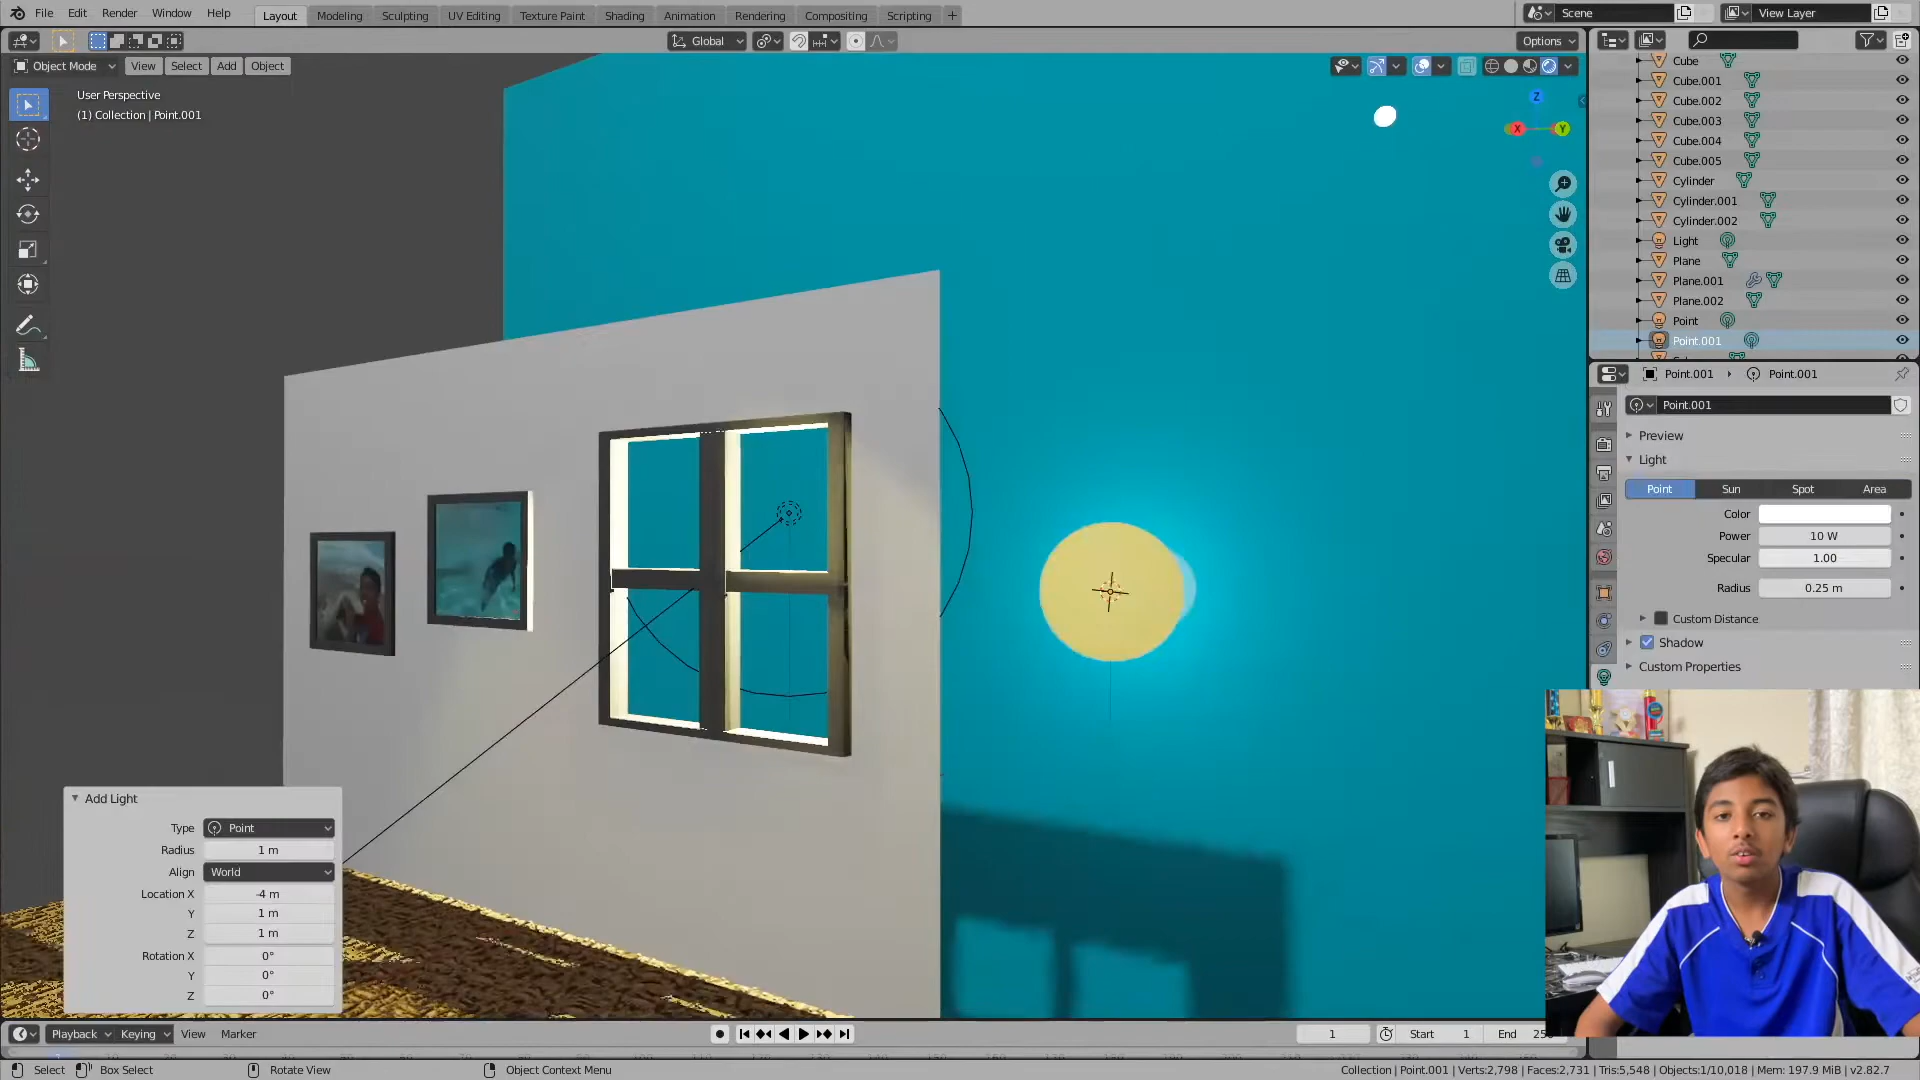 File Edit Render Window Help
Layout Modeling Sculpting UV Editing Texture Paint Shading Animation Rendering Compositing Scripting +
Scene View Layer
Global Options
Object Mode View Select Add Object
User Perspective
(1) Collection | Point.001
Z
X Y
Cube
Cube.001
Cube.002
Cube.003
Cube.004
Cube.005
Cylinder
Cylinder.001
Cylinder.002
Light
Plane
Plane.001
Plane.002
Point
Point.001
Point.001 Point.001
Point.001
Preview
Light
Point Sun Spot Area
Color
Power 10 W
Specular 1.00
Radius 0.25 m
Custom Distance
Shadow
Custom Properties
Add Light
Type Point
Radius 1 m
Align World
Location X -4 m
Y 1 m
Z 1 m
Rotation X 0°
Y 0°
Z 0°
Playback Keying View Marker
1 Start 1 End
Select Box Select Rotate View Object Context Menu
Collection | Point.001 | Verts:2,798 | Faces:2,731 | Tris:5,548 | Objects:1/10,018 | Mem: 197.9 MiB | v2.82.7